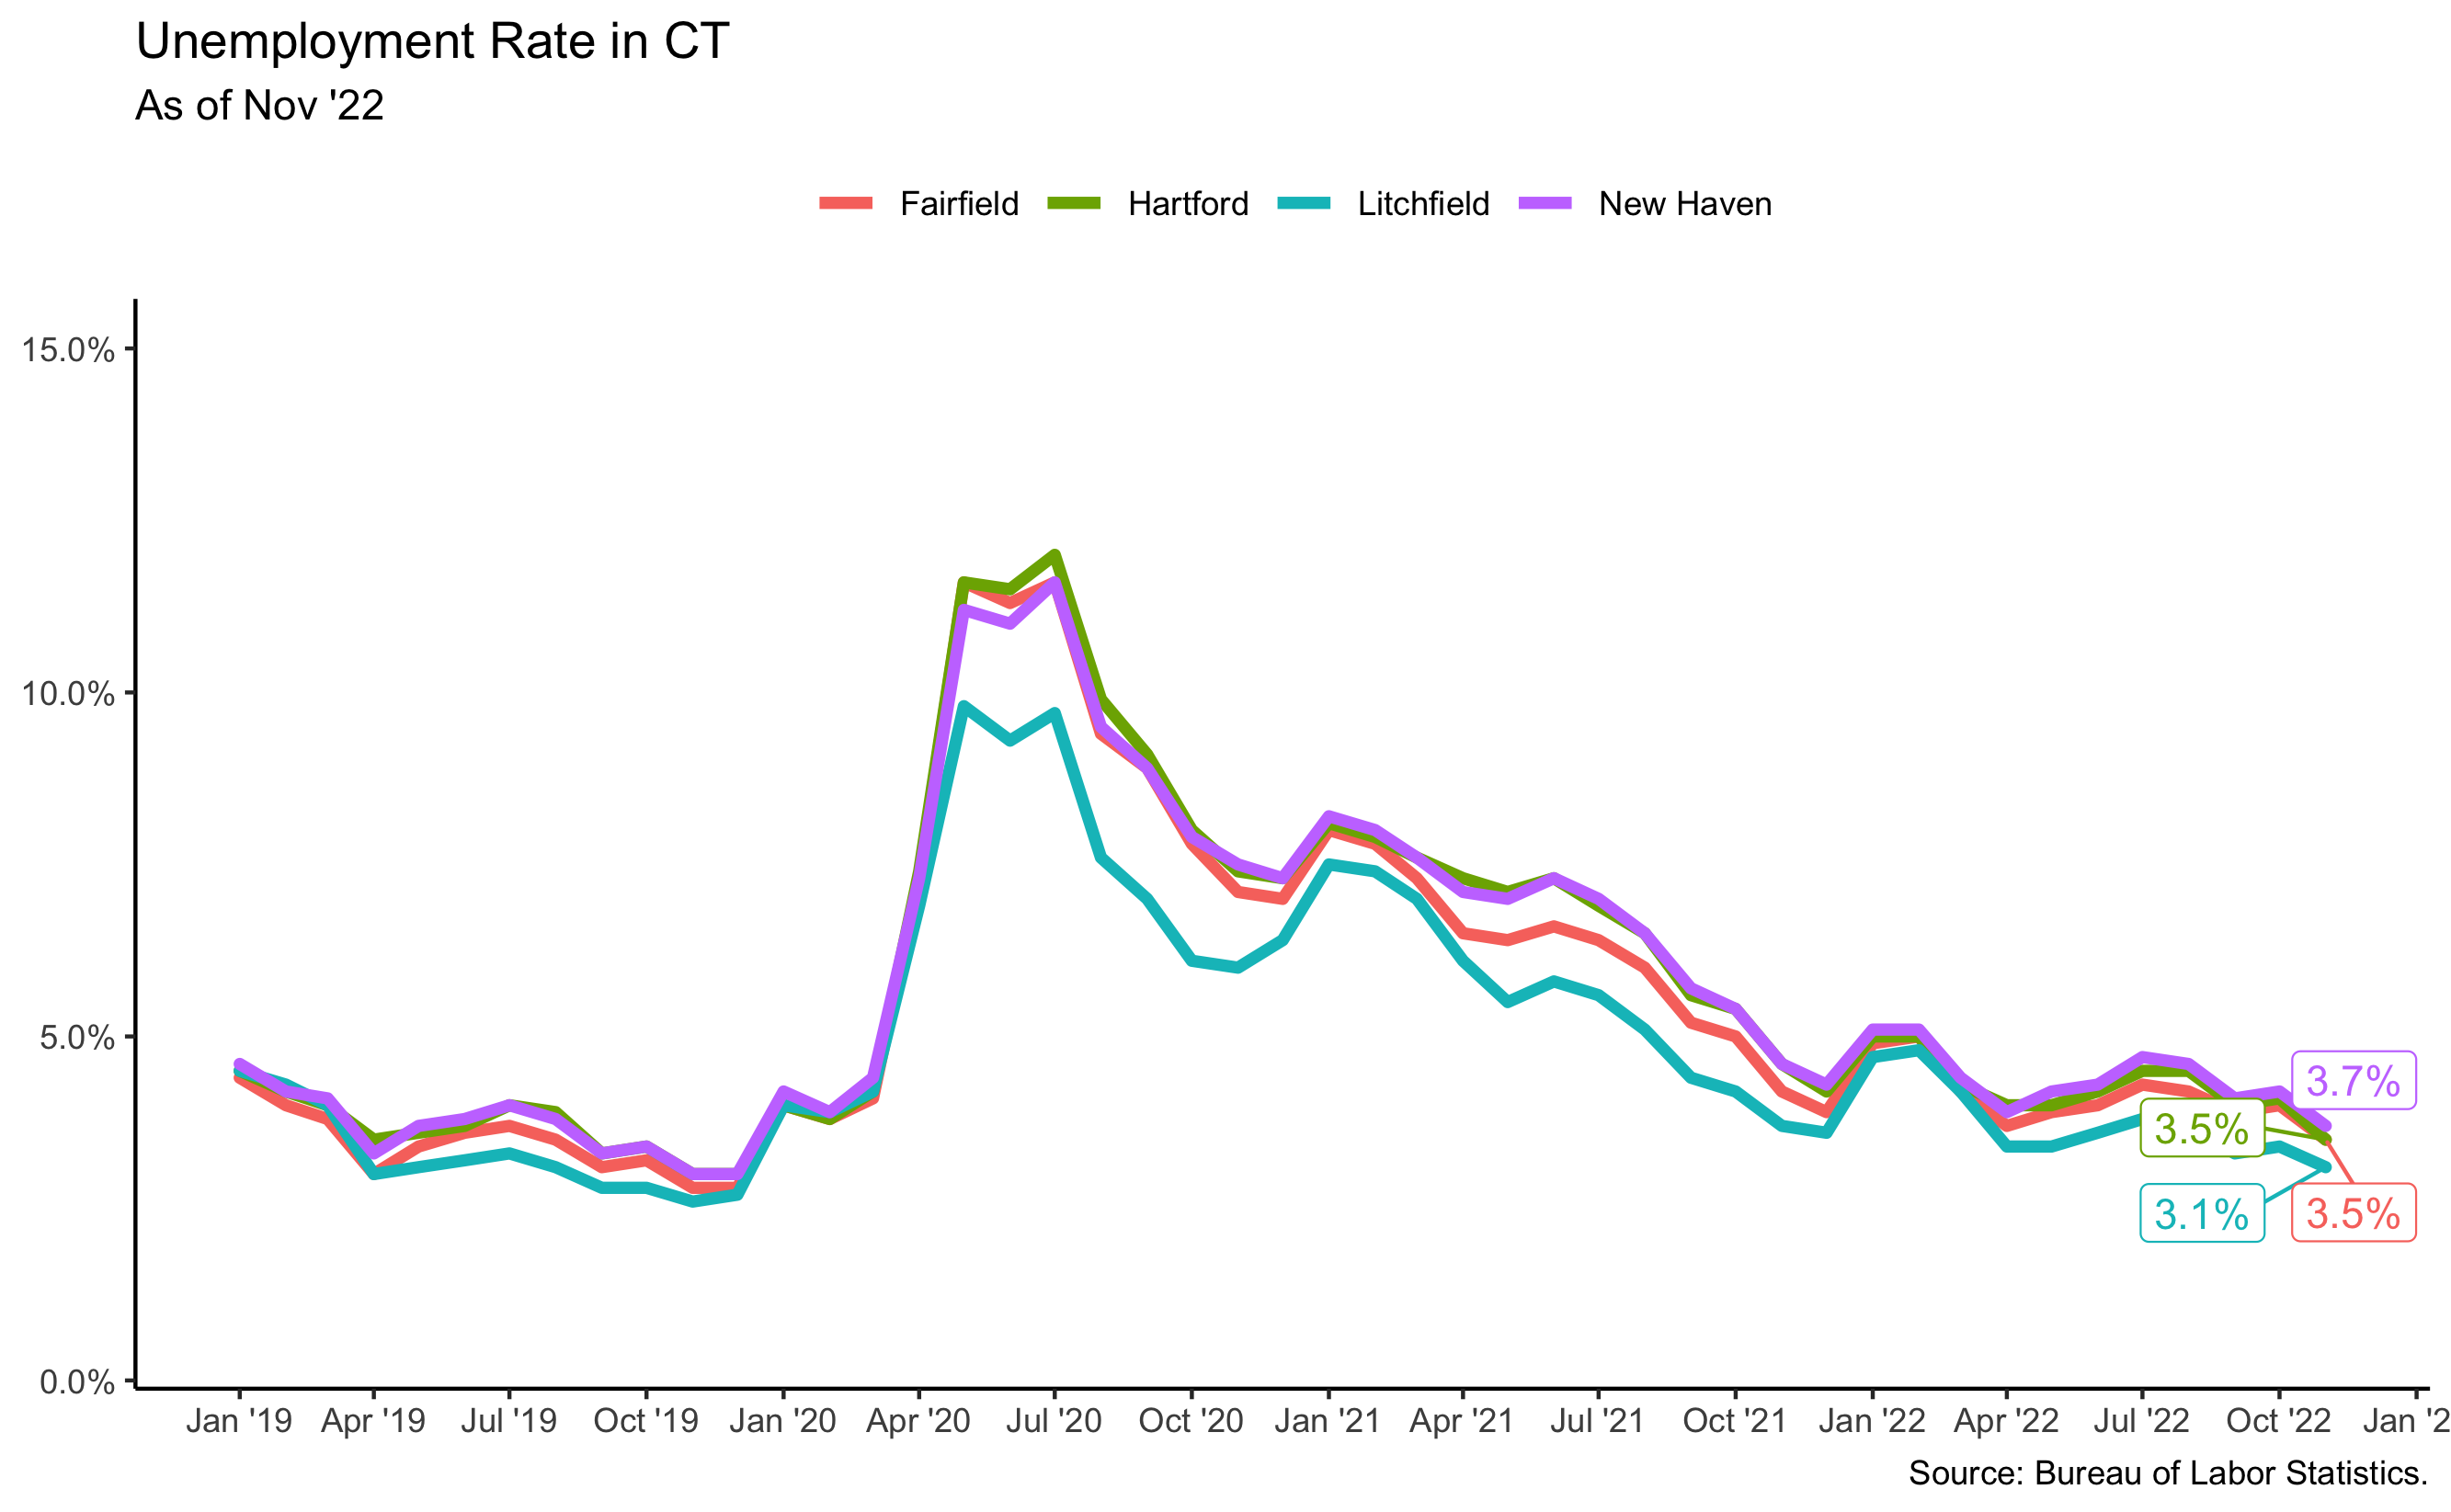 Unemployment Rate in CT
As of Nov '22
Fairfield Hartford Litchfield New Haven
15.0%
10.0%
5.0%
0.0%
3.7%
3.5%
3.1% 3.5%
Jan '19 Apr '19 Jul '19 Oct '19 Jan '20 Apr '20 Jul '20 Oct '20 Jan '21 Apr '21 Jul '21 Oct '21 Jan '22 Apr '22 Jul '22 Oct '22 Jan '2
Source: Bureau of Labor Statistics.